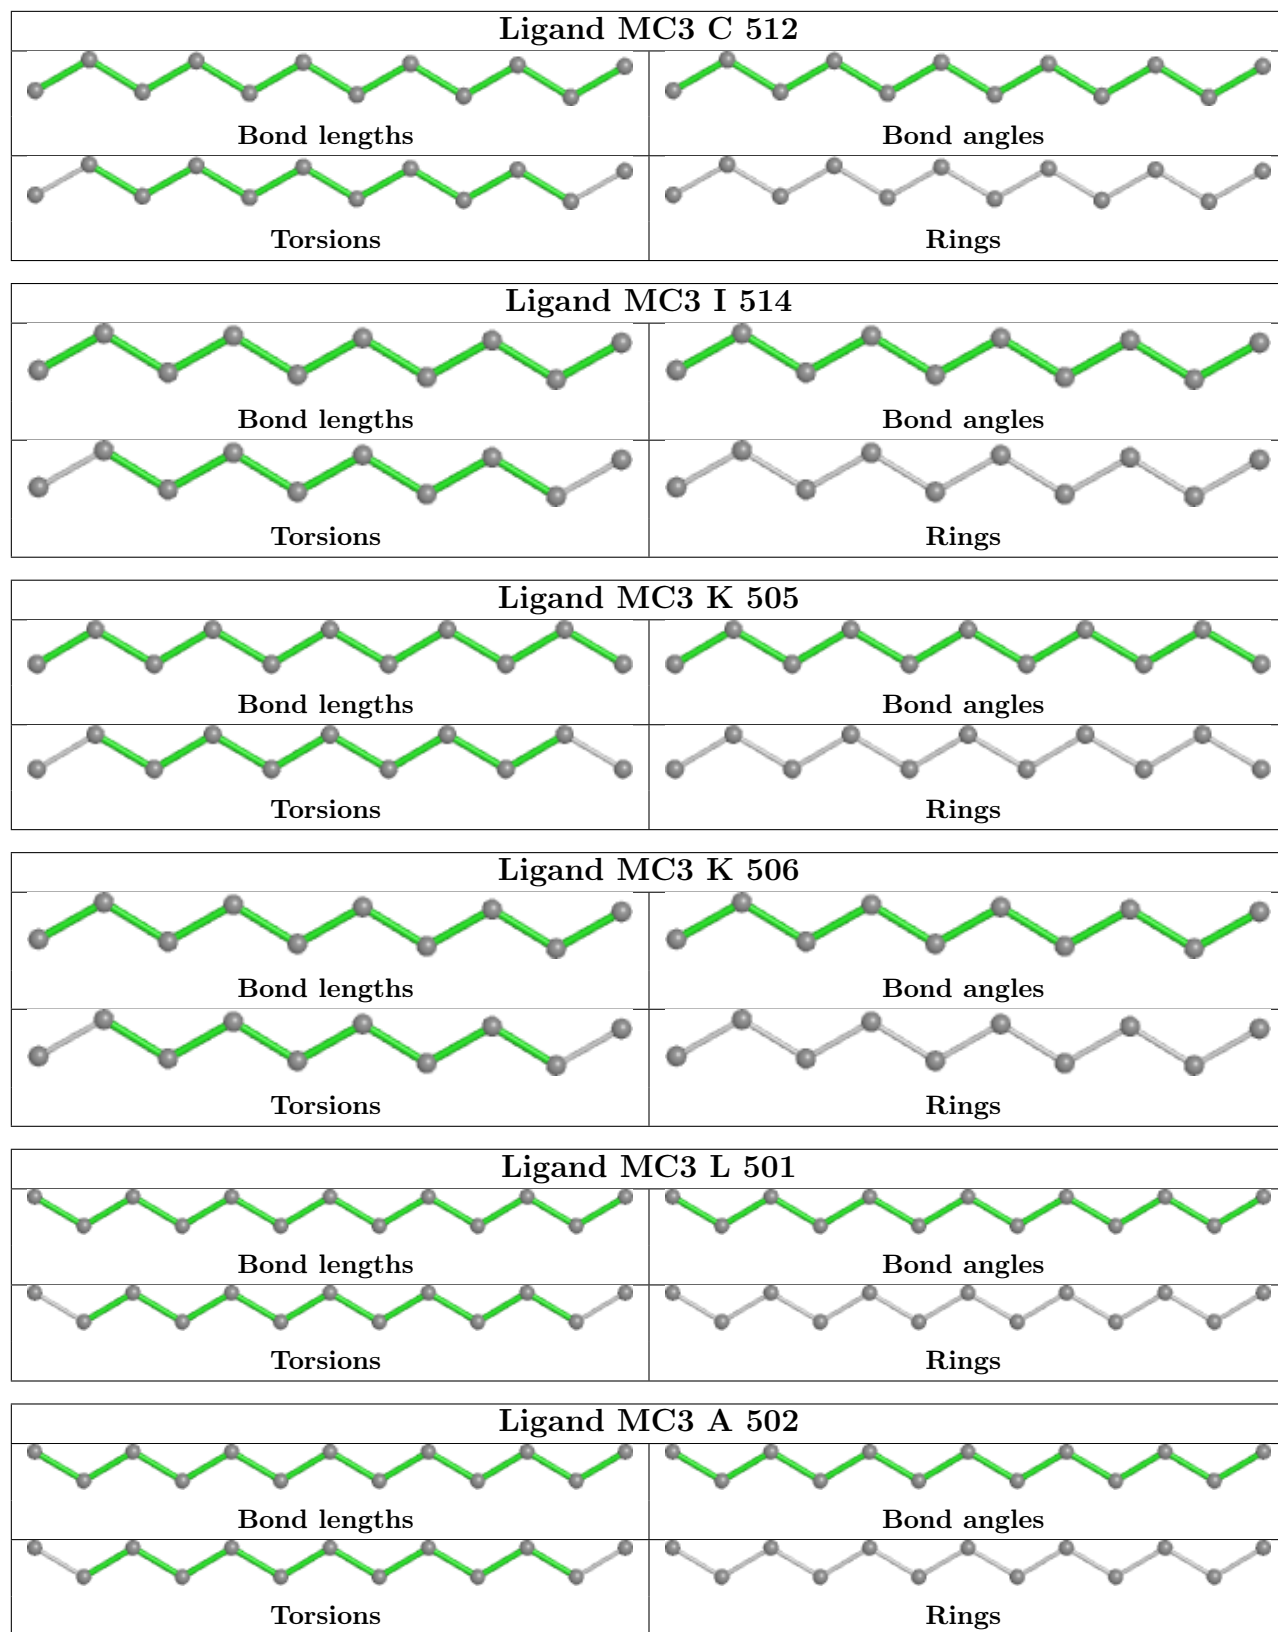 Ligand MC3 C 512
Bond lengths
Bond angles
Torsions
Rings
Ligand MC3 I 514
Bond lengths
Bond angles
Torsions
Rings
Ligand MC3 K 505
Bond lengths
Bond angles
Torsions
Rings
Ligand MC3 K 506
Bond lengths
Bond angles
Torsions
Rings
Ligand MC3 L 501
Bond lengths
Bond angles
Torsions
Rings
Ligand MC3 A 502
Bond lengths
Bond angles
Torsions
Rings